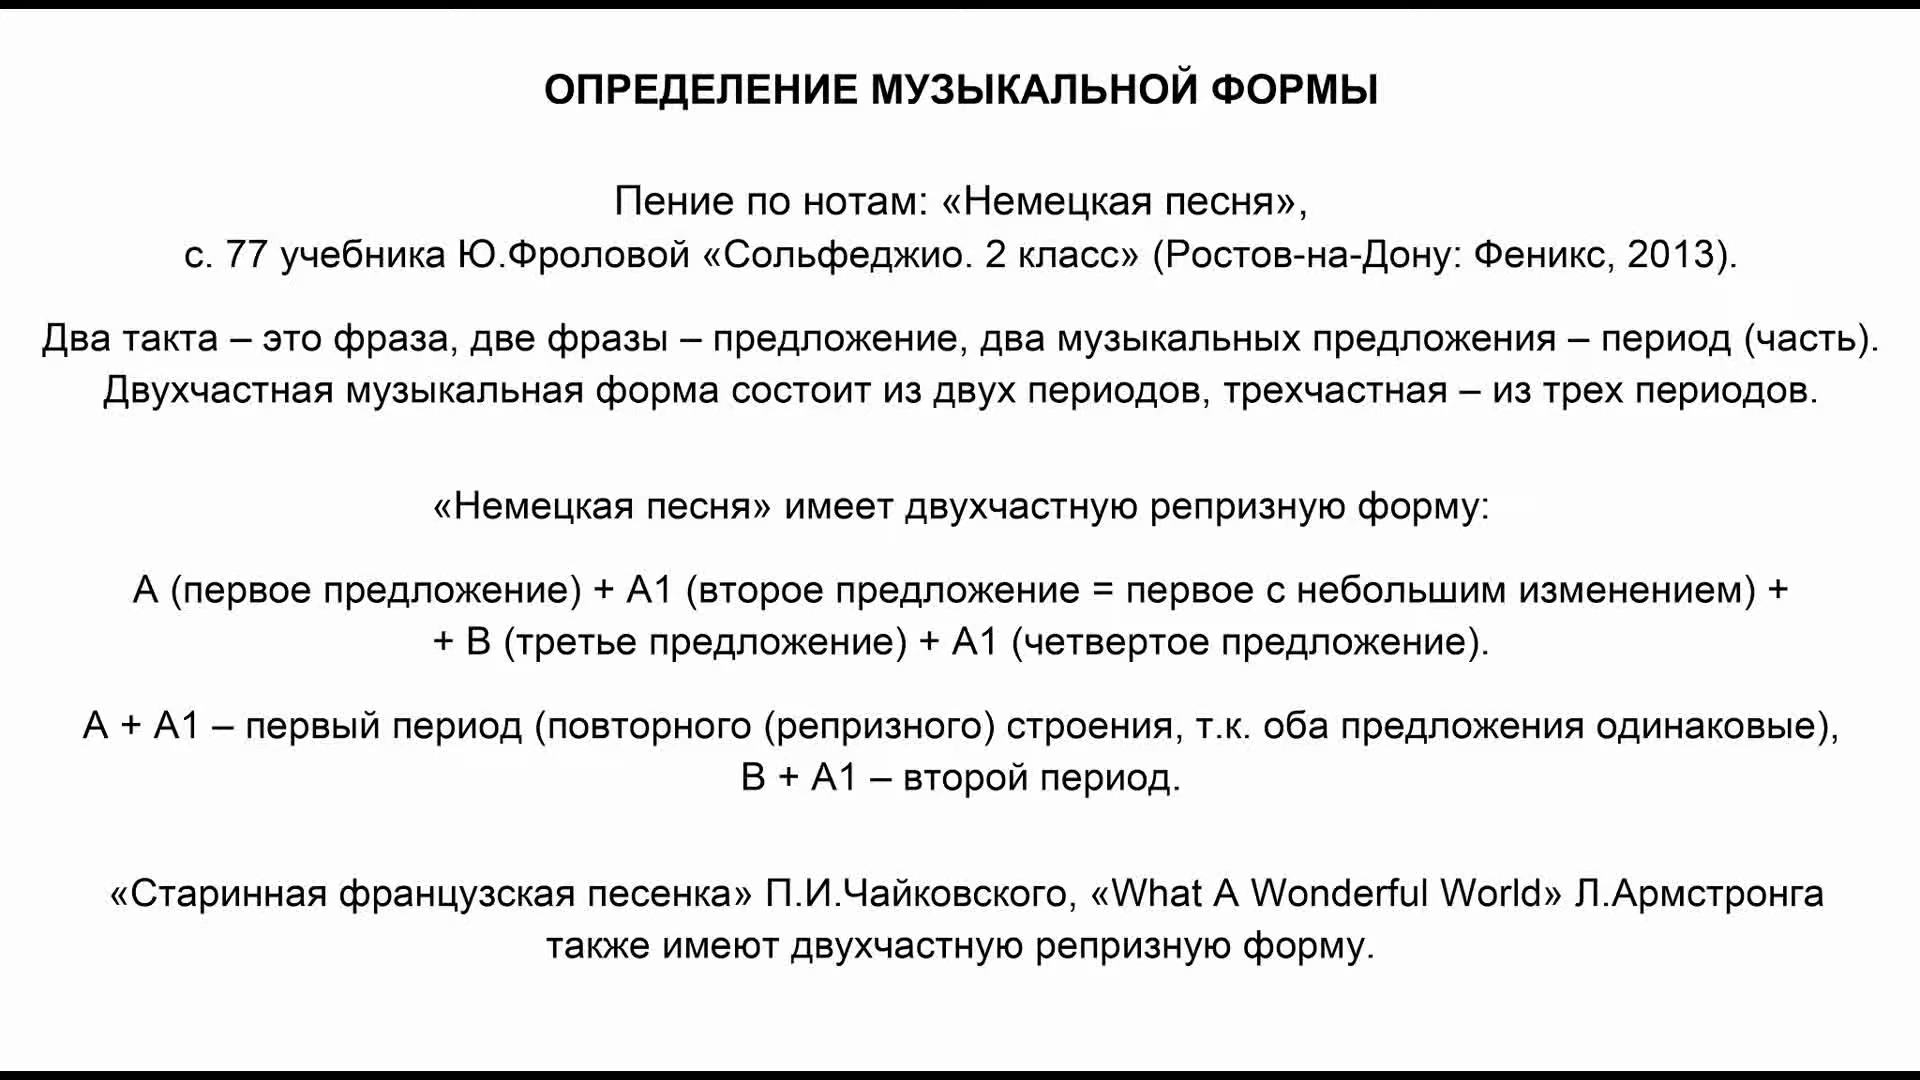 ОПРЕДЕЛЕНИЕ МУЗЫКАЛЬНОЙ ФОРМЫ
Пение по нотам: «Немецкая песня»,
с. 77 учебника Ю.Фроловой «Сольфеджио. 2 класс» (Ростов-на-Дону: Феникс, 2013).
Два такта – это фраза, две фразы – предложение, два музыкальных предложения – период (часть).
Двухчастная музыкальная форма состоит из двух периодов, трехчастная – из трех периодов.
«Немецкая песня» имеет двухчастную репризную форму:
А (первое предложение) + А1 (второе предложение = первое с небольшим изменением) +
+ В (третье предложение) + А1 (четвертое предложение).
А + А1 – первый период (повторного (репризного) строения, т.к. оба предложения одинаковые),
В + А1 – второй период.
«Старинная французская песенка» П.И.Чайковского, «What A Wonderful World» Л.Армстронга
также имеют двухчастную репризную форму.